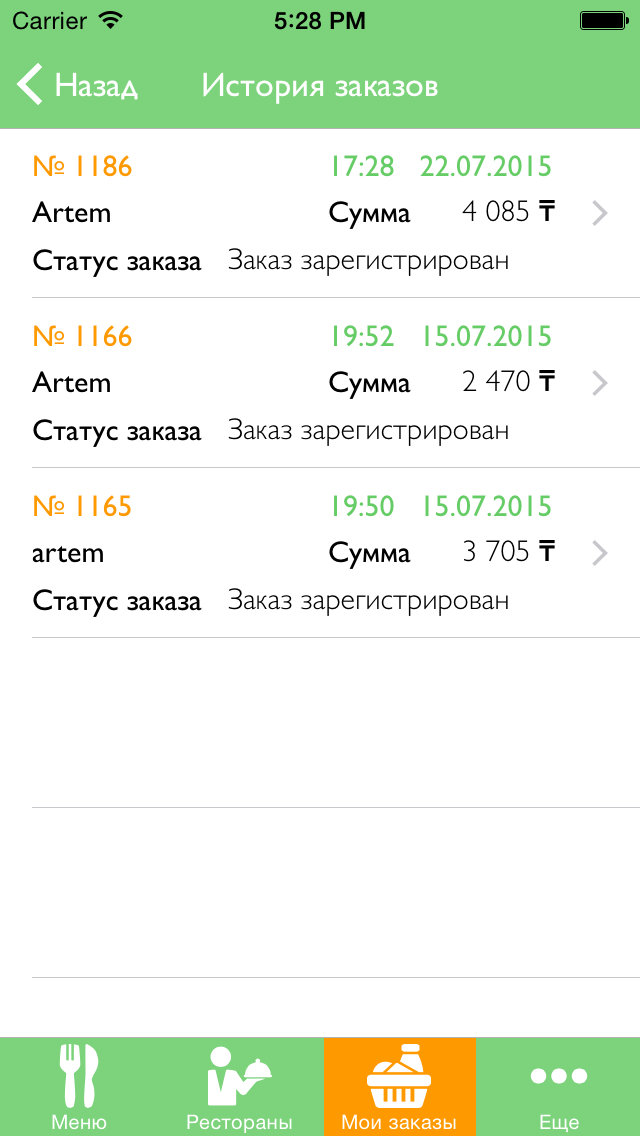 Carrier 5:28 PM
Назад История заказов
№ 1186 17:28 22.07.2015
Artem Сумма 4 085 ₸
Статус заказа Заказ зарегистрирован
№ 1166 19:52 15.07.2015
Artem Сумма 2 470 ₸
Статус заказа Заказ зарегистрирован
№ 1165 19:50 15.07.2015
artem Сумма 3 705 ₸
Статус заказа Заказ зарегистрирован
Меню Рестораны Мои заказы Еще